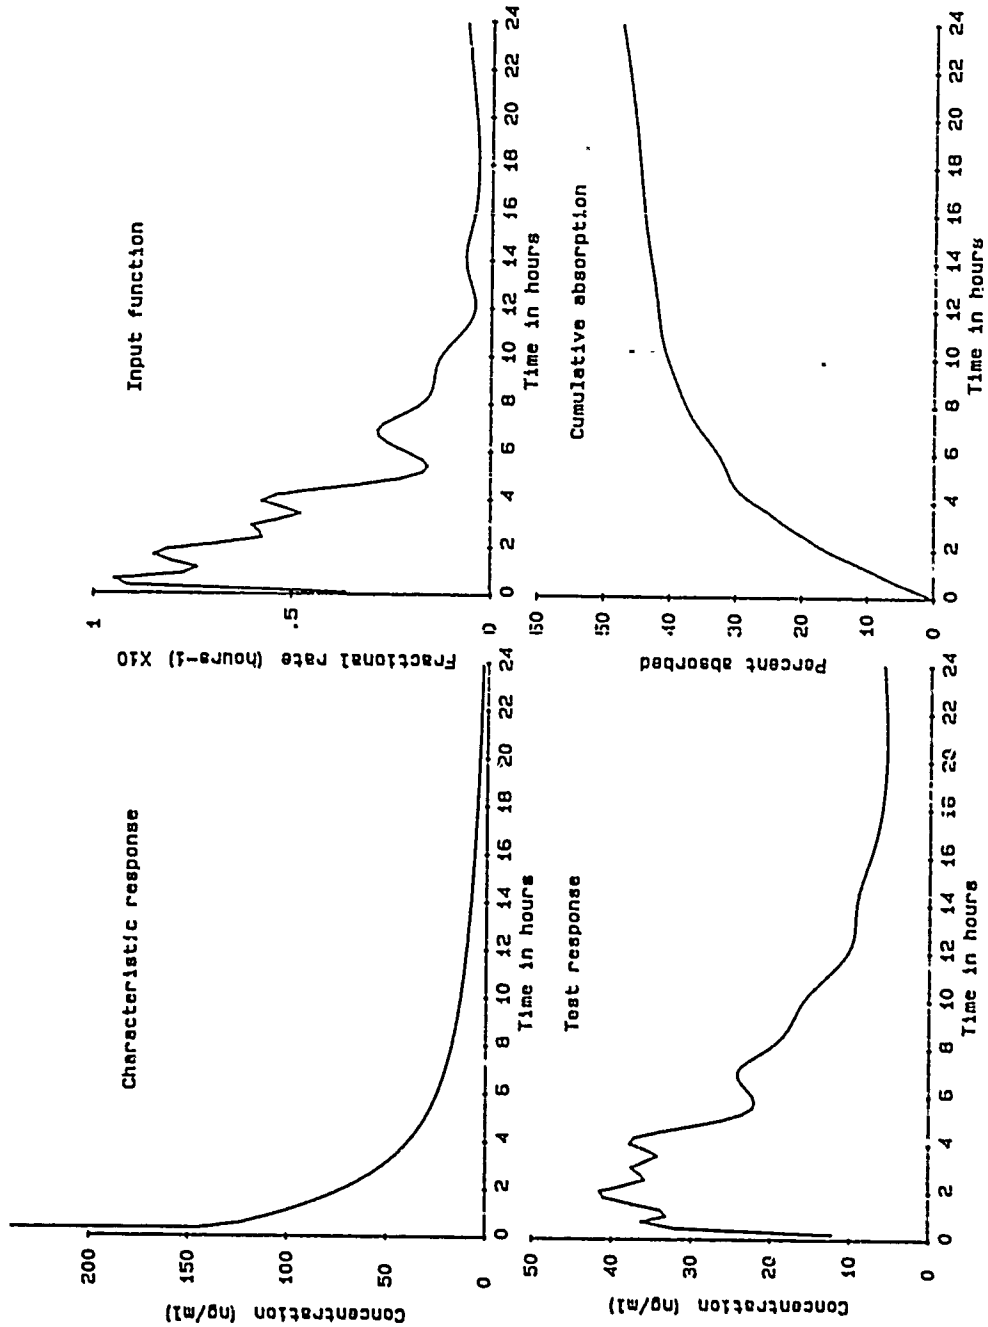 Characteristic response
Concentration (ng/ml)
200
150
100
50
0
0 2 4 6 8 10 12 14 16 18 20 22 24
Time in hours
Input function
Fractional rate (hours-1) X10
1
.5
0
0 2 4 6 8 10 12 14 16 18 20 22 24
Time in hours
Test response
Concentration (ng/ml)
50
40
30
20
10
0
0 2 4 6 8 10 12 14 16 18 20 22 24
Time in hours
Cumulative absorption
Percent absorbed
50
40
30
20
10
0
0 2 4 6 8 10 12 14 16 18 20 22 24
Time in hours